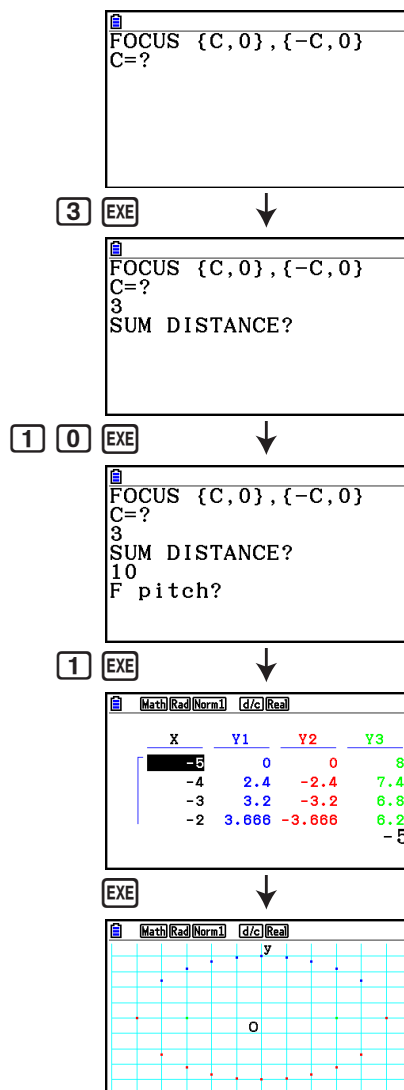 FOCUS {C,0},{-C,0}
C=?
3 EXE
FOCUS {C,0},{-C,0}
C=?
3
SUM DISTANCE?
1 0 EXE
FOCUS {C,0},{-C,0}
C=?
3
SUM DISTANCE?
10
F pitch?
1 EXE
Math Rad Norm1 d/c Real
X Y1 Y2 Y3
-5 0 0 8
-4 2.4 -2.4 7.4
-3 3.2 -3.2 6.8
-2 3.666 -3.666 6.2
-5
EXE
Math Rad Norm1 d/c Real
y
O